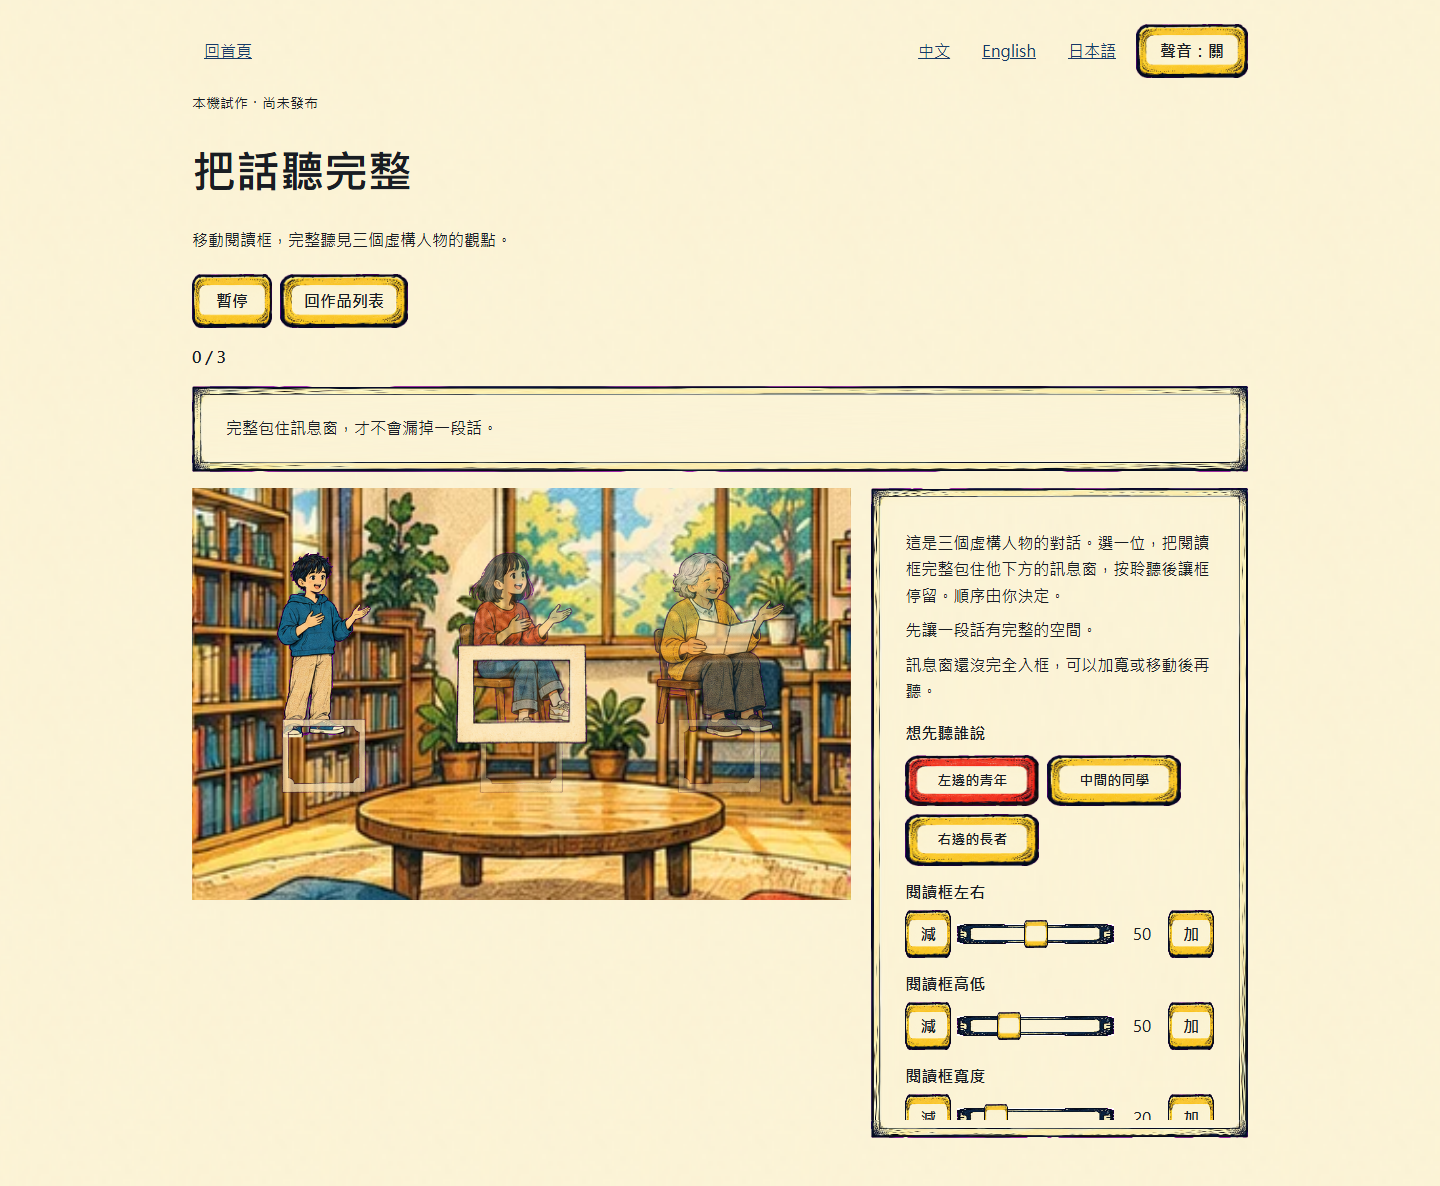 回首頁
中文
English
日本語
聲音：關
本機試作・尚未發布
把話聽完整
移動閱讀框，完整聽見三個虛構人物的觀點。
暫停
回作品列表
0 / 3
完整包住訊息窗，才不會漏掉一段話。
這是三個虛構人物的對話。選一位，把閱讀
框完整包住他下方的訊息窗，按聆聽後讓框
停留。順序由你決定。
先讓一段話有完整的空間。
訊息窗還沒完全入框，可以加寬或移動後再
聽。
想先聽誰說
左邊的青年
中間的同學
右邊的長者
閱讀框左右
減
50
加
閱讀框高低
減
50
加
閱讀框寬度
減
20
加